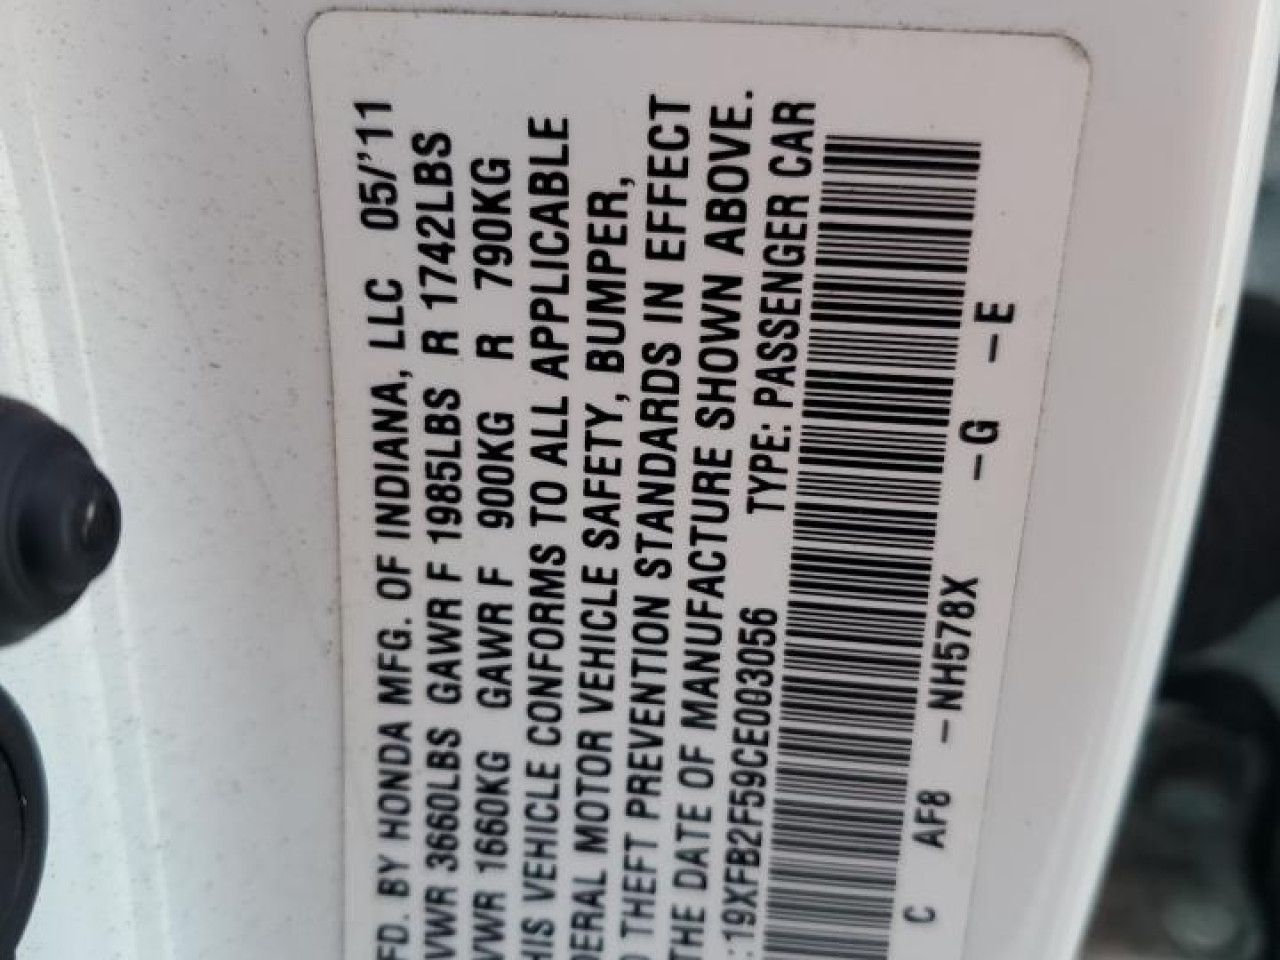 FD. BY HONDA MFG. OF INDIANA, LLC 05/'11
VWR 3660LBS GAWR F 1985LBS R 1742LBS
VWR 1660KG GAWR F 900KG R 790KG
HIS VEHICLE CONFORMS TO ALL APPLICABLE
DERAL MOTOR VEHICLE SAFETY, BUMPER,
THEFT PREVENTION STANDARDS IN EFFECT
THE DATE OF MANUFACTURE SHOWN ABOVE.
:19XFB2F59CE003056 TYPE: PASSENGER CAR
C AF8 -NH578X -G -E